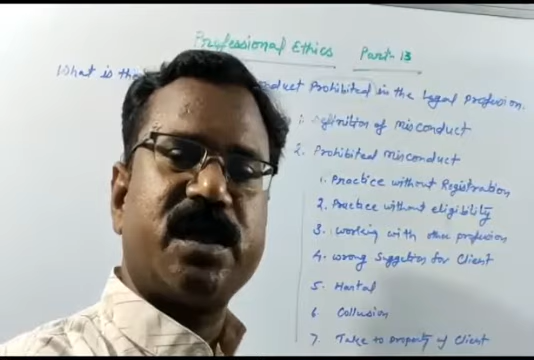 Professional Ethics Part-13
What is this Prohibited in the legal profession.
1. Definition of misconduct
2. Prohibited misconduct
1. Practice without Registration
2. Practice without eligibility
3. working with other profession
4. wrong Suggestion for Client
5.
6 Collusion
7. Take to property of Client